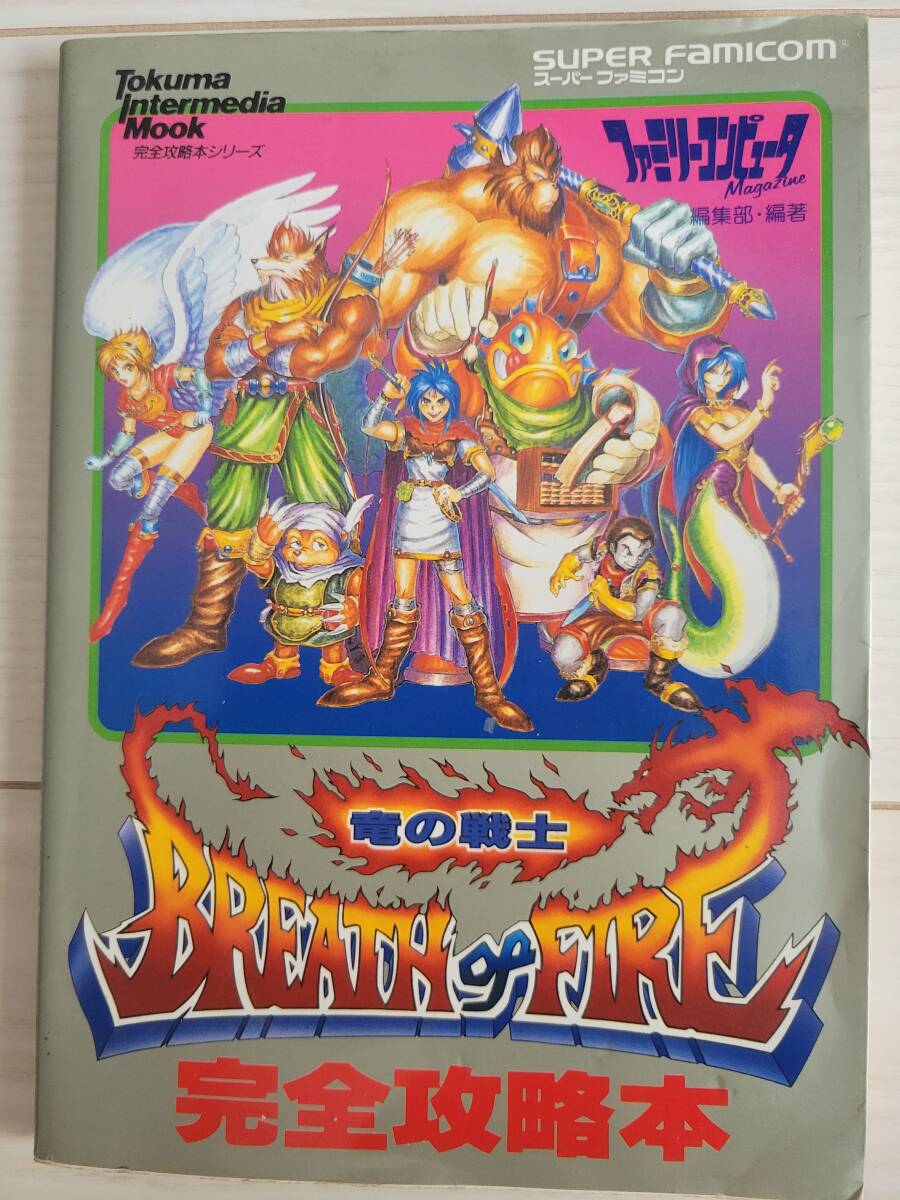 Tokuma
Intermedia
Mook
完全攻略本シリーズ
SUPER FAMICOM®
スーパーファミコン
ファミリーコンピュータ
Magazine
編集部・編著
竜の戦士
BREATH of FIRE
完全攻略本